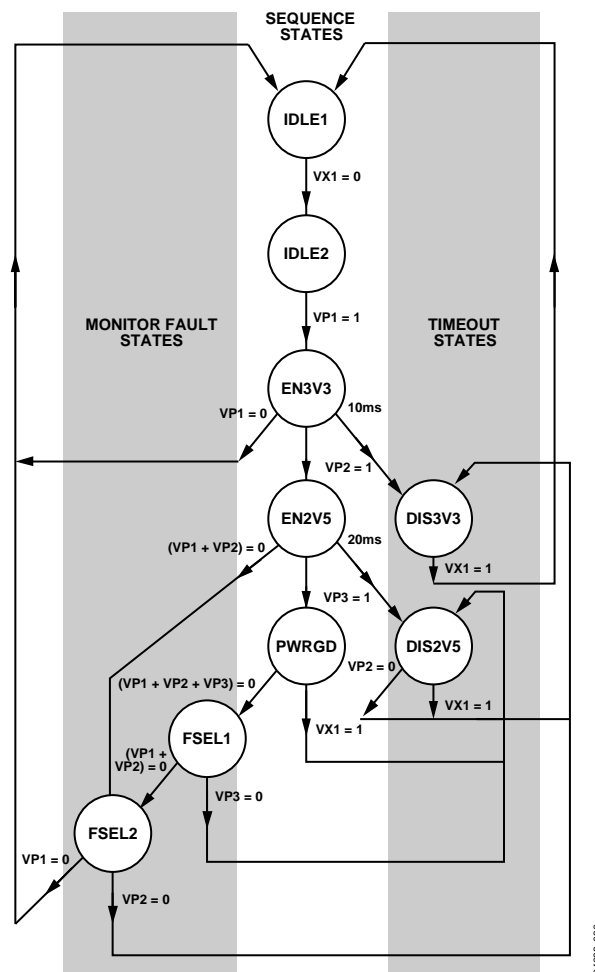 SEQUENCE
STATES
IDLE1
VX1 = 0
IDLE2
MONITOR FAULT
STATES
VP1 = 1
TIMEOUT
STATES
EN3V3
VP1 = 0
10ms
VP2 = 1
EN2V5
DIS3V3
(VP1 + VP2) = 0
20ms
VX1 = 1
VP3 = 1
PWRGD
DIS2V5
VP2 = 0
(VP1 + VP2 + VP3) = 0
VX1 = 1
VX1 = 1
FSEL1
(VP1 +
VP2) = 0
VP3 = 0
FSEL2
VP1 = 0
VP2 = 0